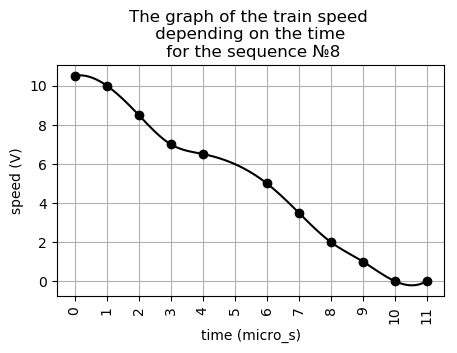 The graph of the train speed
depending on the time
for the sequence №8
10
8
6
4
2
0
speed (V)
0 1 2 3 4 5 6 7 8 9 10 11
time (micro_s)